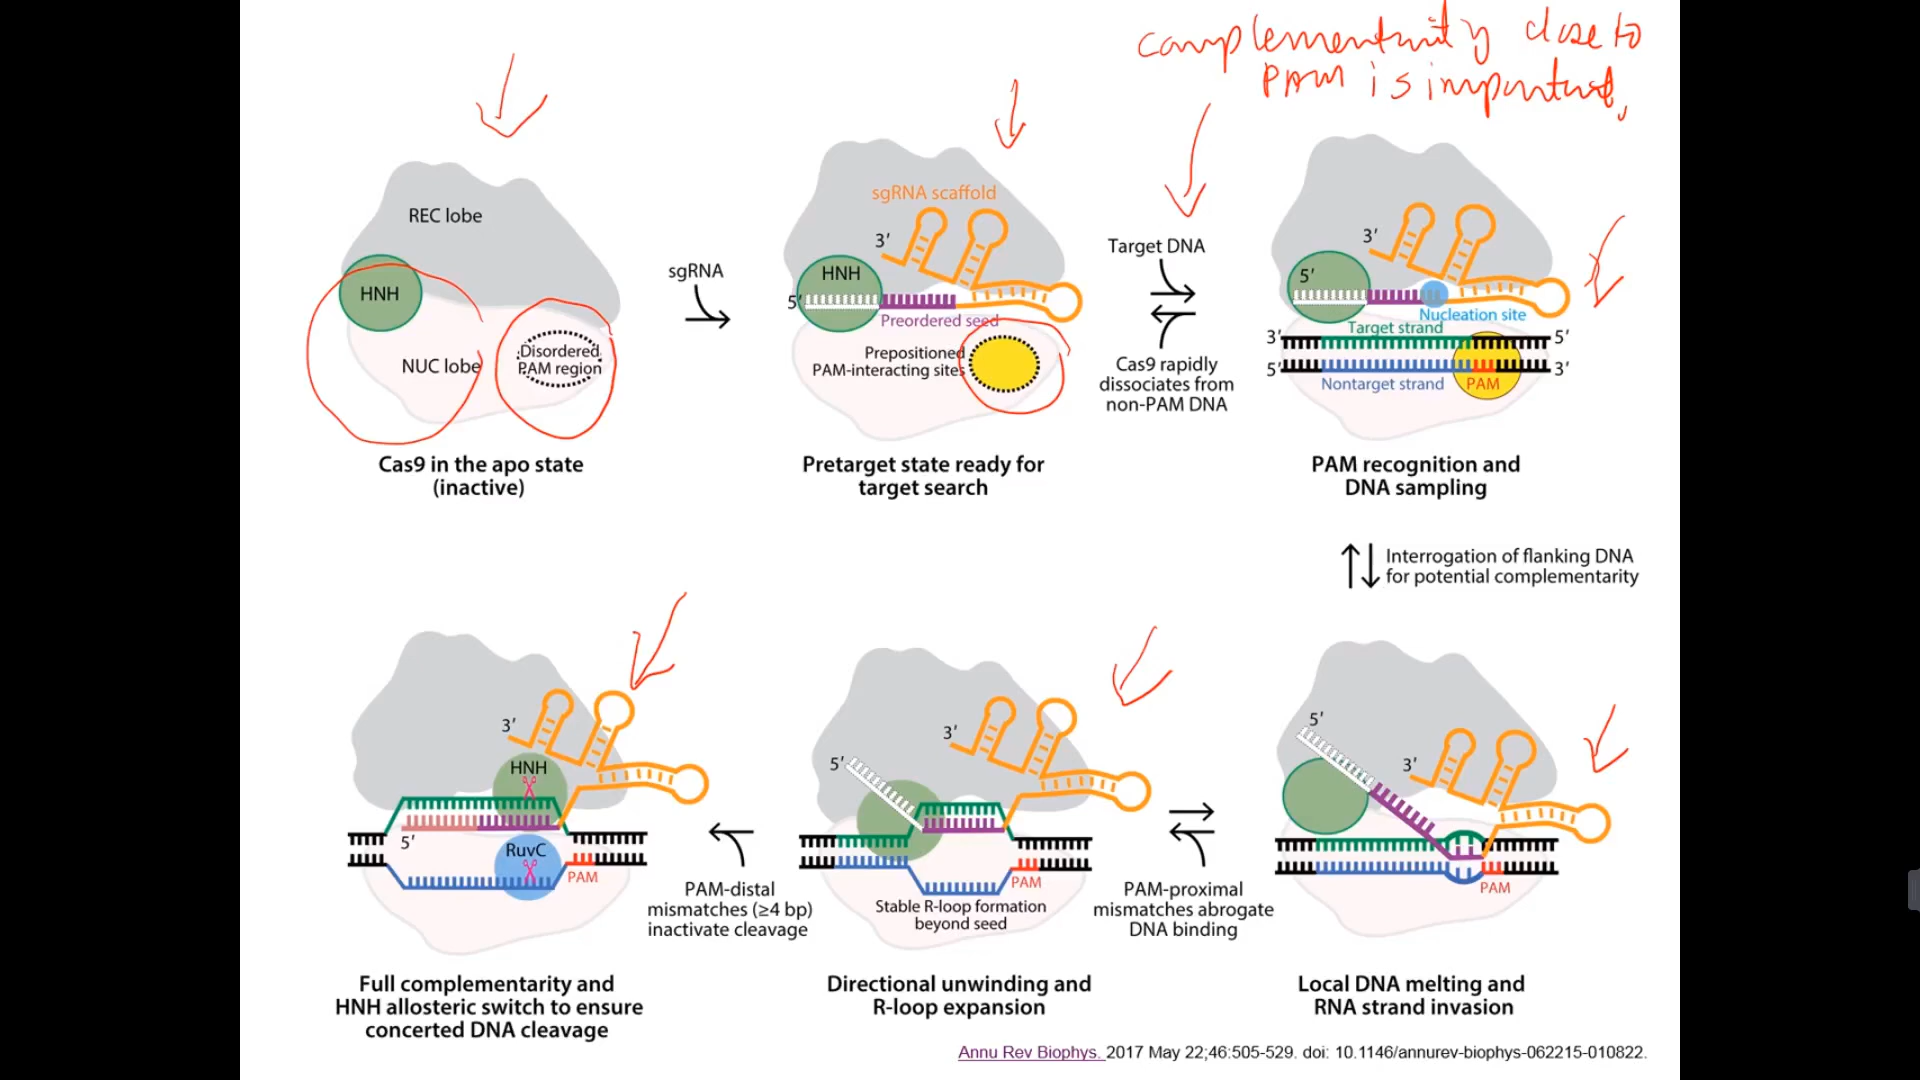 complementarity close to
PAM is important,
REC lobe
HNH
NUC lobe
Disordered
PAM region
Cas9 in the apo state
(inactive)
sgRNA
sgRNA scaffold
3′
HNH
5′
Preordered seed
Prepositioned
PAM-interacting sites
Pretarget state ready for
target search
Target DNA
Cas9 rapidly
dissociates from
non-PAM DNA
3′
5′
Nucleation site
Target strand
3′
5′
5′
3′
Nontarget strand
PAM
PAM recognition and
DNA sampling
Interrogation of flanking DNA
for potential complementarity
3′
HNH
5′
RuvC
PAM
Full complementarity and
HNH allosteric switch to ensure
concerted DNA cleavage
PAM-distal
mismatches (≥4 bp)
inactivate cleavage
3′
5′
PAM
Stable R-loop formation
beyond seed
Directional unwinding and
R-loop expansion
PAM-proximal
mismatches abrogate
DNA binding
5′
3′
PAM
Local DNA melting and
RNA strand invasion
Annu Rev Biophys. 2017 May 22;46:505-529. doi: 10.1146/annurev-biophys-062215-010822.